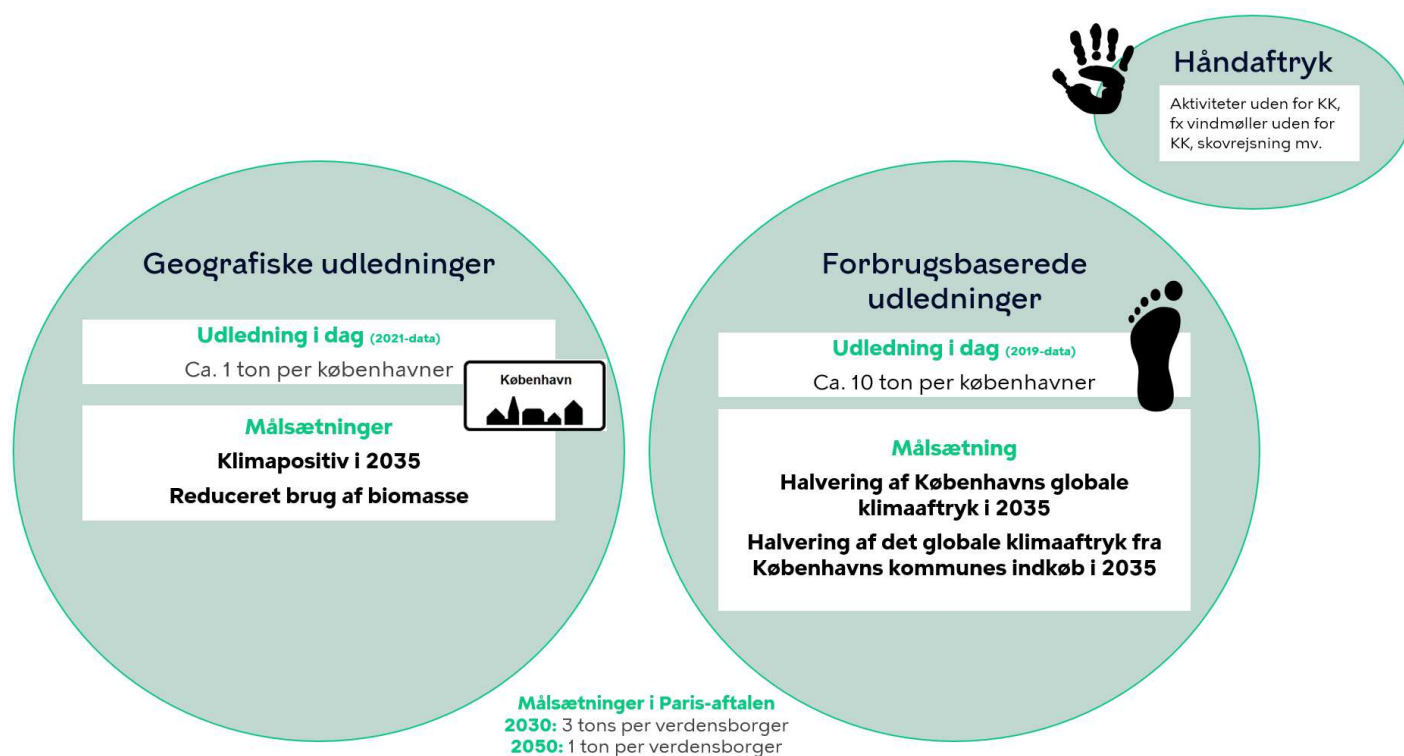 Håndaftryk
Aktiviteter uden for KK,
fx vindmøller uden for
KK, skovrejsning mv.
Geografiske udledninger
Udledning i dag (2021-data)
Ca. 1 ton per københavner
København
Målsætninger
Klimapositiv i 2035
Reduceret brug af biomasse
Forbrugsbaserede
udledninger
Udledning i dag (2019-data)
Ca. 10 ton per københavner
Målsætning
Halvering af Københavns globale
klimaaftryk i 2035
Halvering af det globale klimaaftryk fra
Københavns kommunes indkøb i 2035
Målsætninger i Paris-aftalen
2030: 3 tons per verdensborger
2050: 1 ton per verdensborger